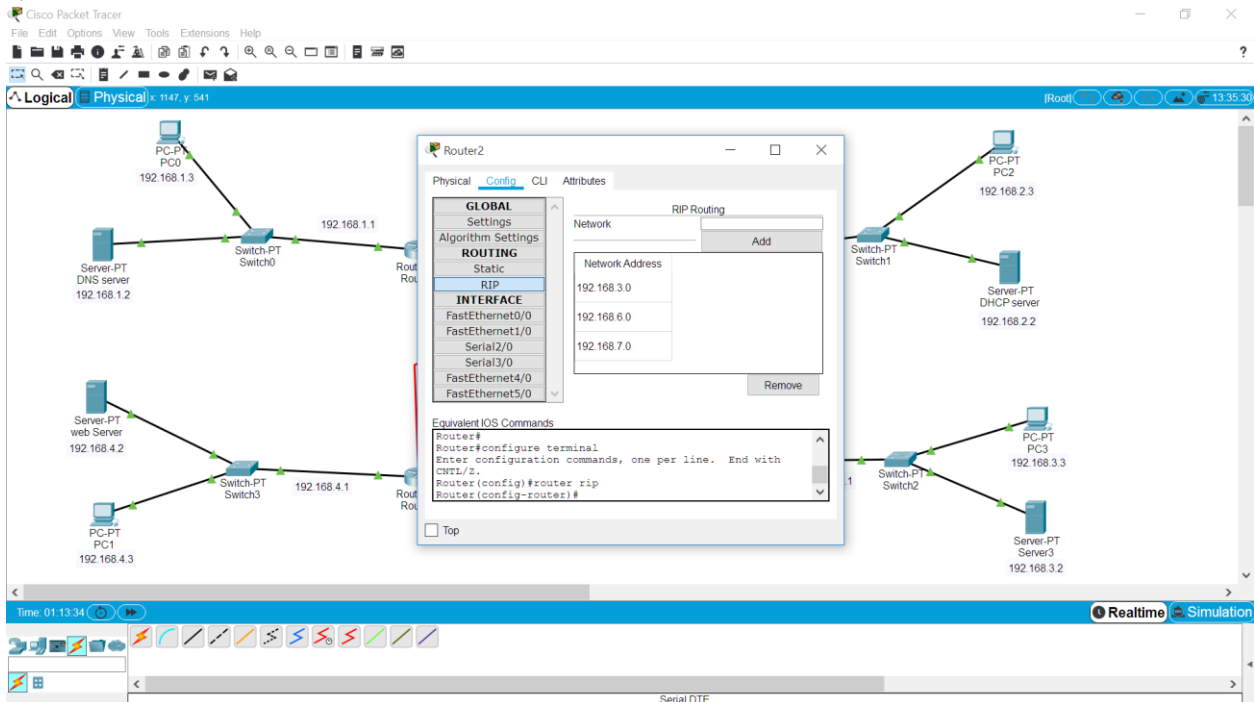 Cisco Packet Tracer
File Edit Options View Tools Extensions Help
?
Logical Physical x: 1147, y: 541 [Root] 13:35:30
PC-PT
PC0
192.168.1.3
192.168.1.1
Server-PT
DNS server
192.168.1.2
Switch-PT
Switch0
Rout
Rou
Server-PT
web Server
192.168.4.2
Switch-PT
Switch3
192.168.4.1
Rout
Rou
PC-PT
PC1
192.168.4.3
Router2
Physical Config CLI Attributes
GLOBAL
Settings
Algorithm Settings
ROUTING
Static
RIP
INTERFACE
FastEthernet0/0
FastEthernet1/0
Serial2/0
Serial3/0
FastEthernet4/0
FastEthernet5/0
RIP Routing
Network
Add
Network Address
192.168.3.0
192.168.6.0
192.168.7.0
Remove
Equivalent IOS Commands
Router#
Router#configure terminal
Enter configuration commands, one per line. End with
CNTL/Z.
Router(config)#router rip
Router(config-router)#
Top
PC-PT
PC2
192.168.2.3
Switch-PT
Switch1
Server-PT
DHCP server
192.168.2.2
PC-PT
PC3
192.168.3.3
.1
Switch-PT
Switch2
Server-PT
Server3
192.168.3.2
Time: 01:13:34
Realtime Simulation
Serial DTE